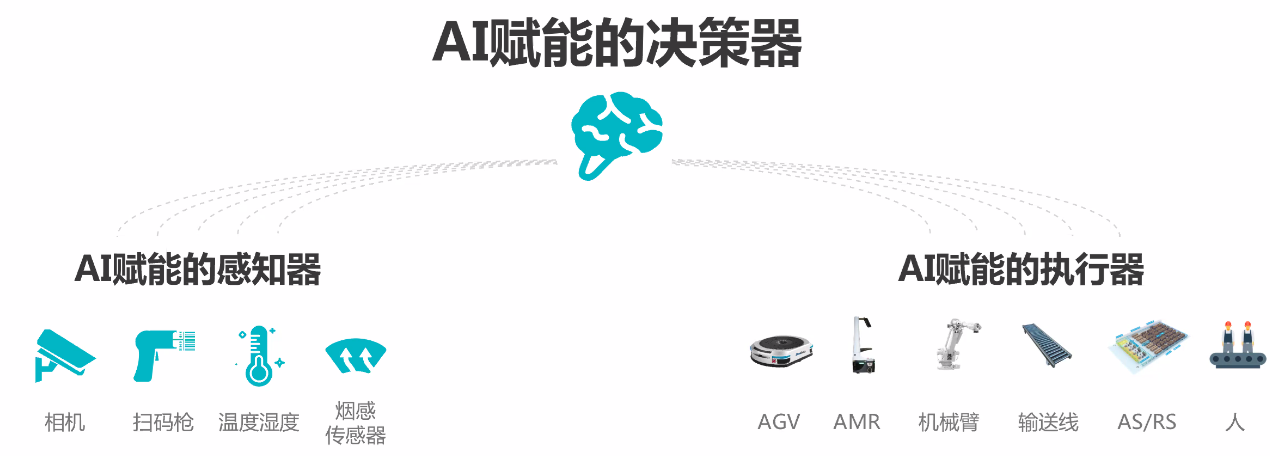 AI赋能的决策器
AI赋能的感知器
AI赋能的执行器
相机
扫码枪
温度湿度
烟感
传感器
AGV
AMR
机械臂
输送线
AS/RS
人